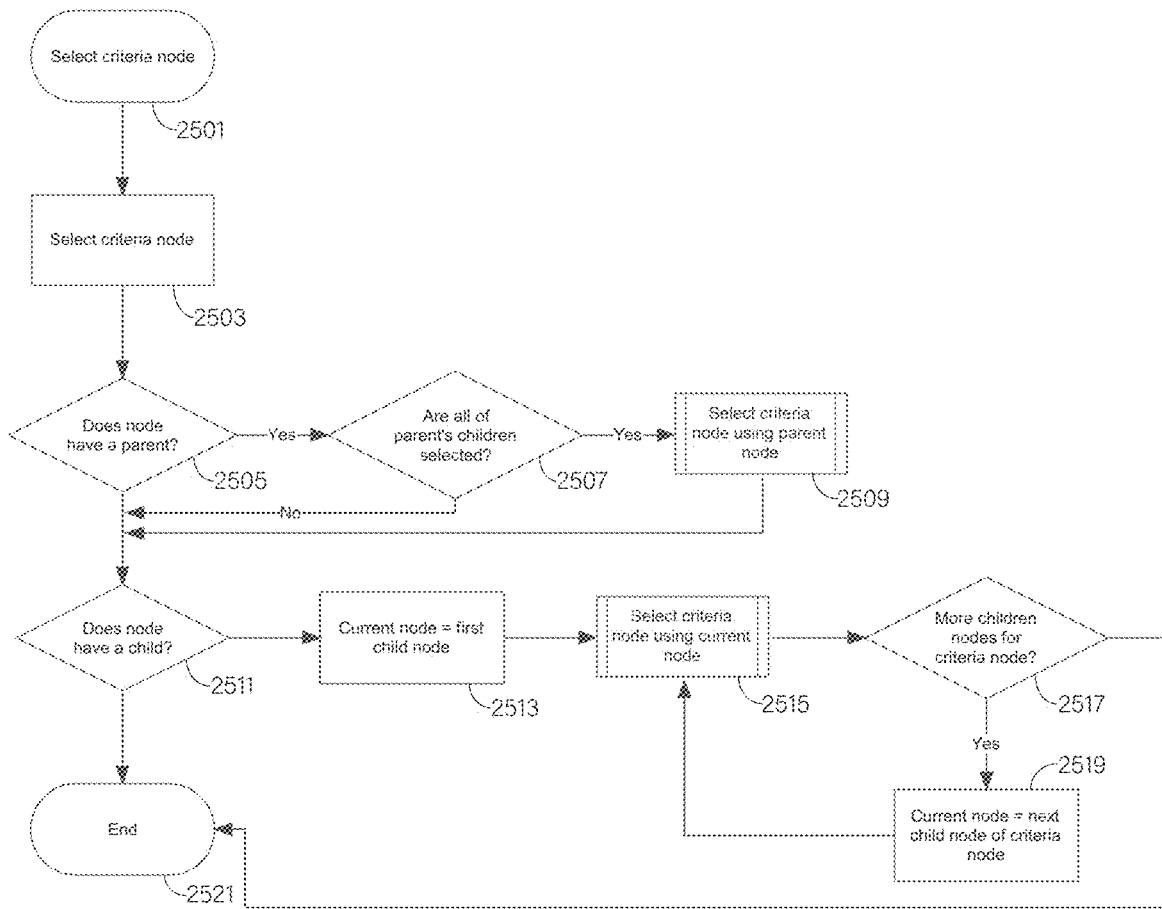 Select criteria node
2501
Select criteria node
2503
Does node
have a parent?
2505
Yes
Are all of
parent's children
selected?
2507
Yes
Select criteria
node using parent
node
2509
No
Does node
have a child?
2511
Current node = first
child node
2513
Select criteria
node using current
node
2515
More children
nodes for
criteria node?
2517
Yes
2519
Current node = next
child node of criteria
node
End
2521